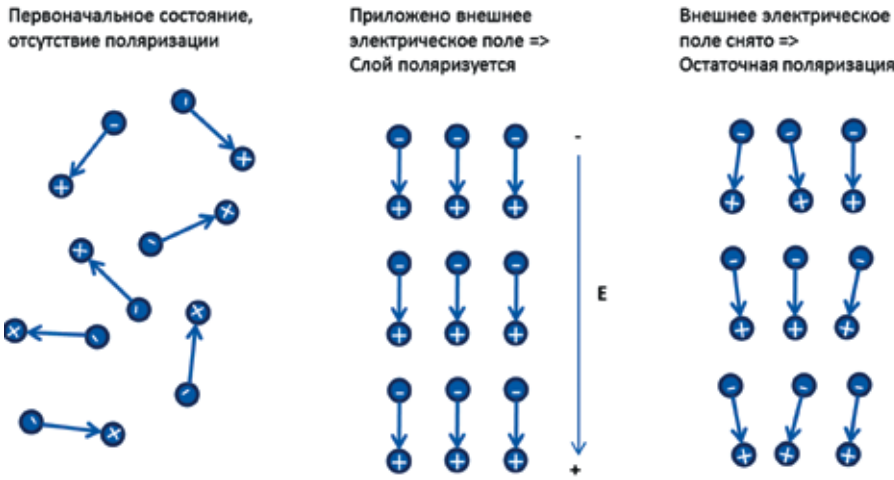 Первоначальное состояние,
отсутствие поляризации
Приложено внешнее
электрическое поле =>
Слой поляризуется
Внешнее электрическое
поле снято =>
Остаточная поляризация
-
E
+